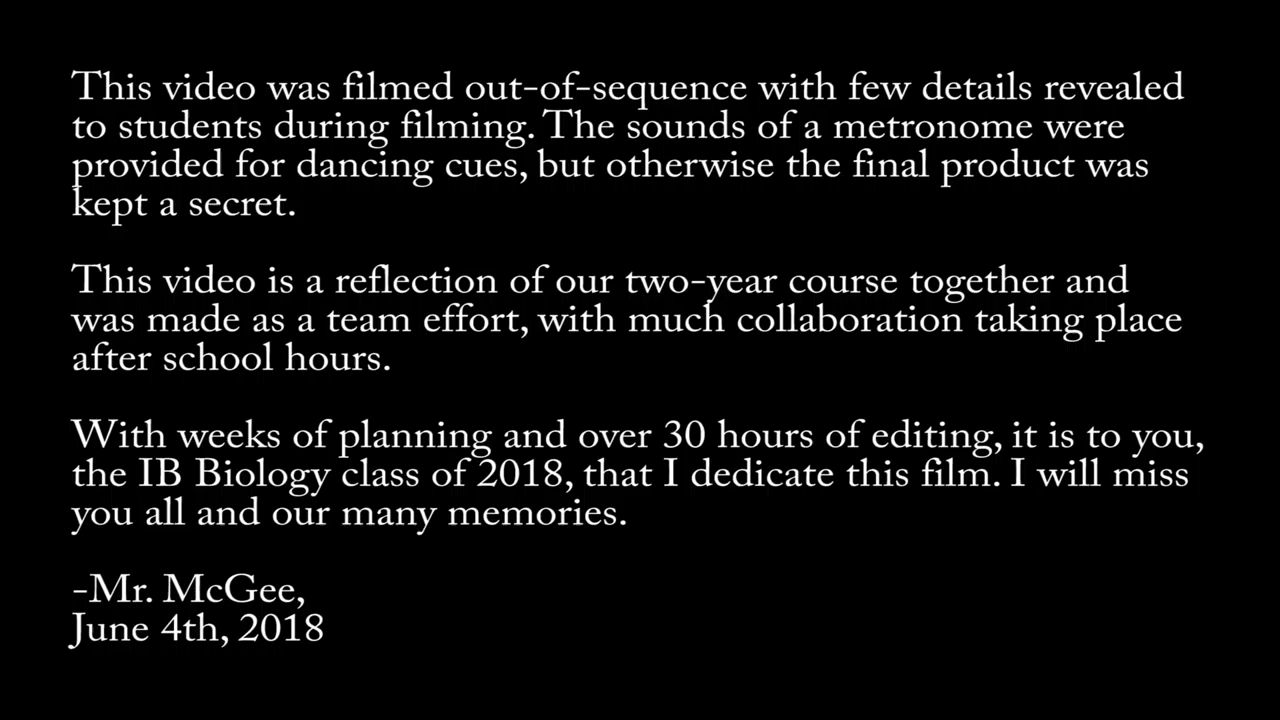 This video was filmed out-of-sequence with few details revealed
to students during filming. The sounds of a metronome were
provided for dancing cues, but otherwise the final product was
kept a secret.
This video is a reflection of our two-year course together and
was made as a team effort, with much collaboration taking place
after school hours.
With weeks of planning and over 30 hours of editing, it is to you,
the IB Biology class of 2018, that I dedicate this film. I will miss
you all and our many memories.
-Mr. McGee,
June 4th, 2018